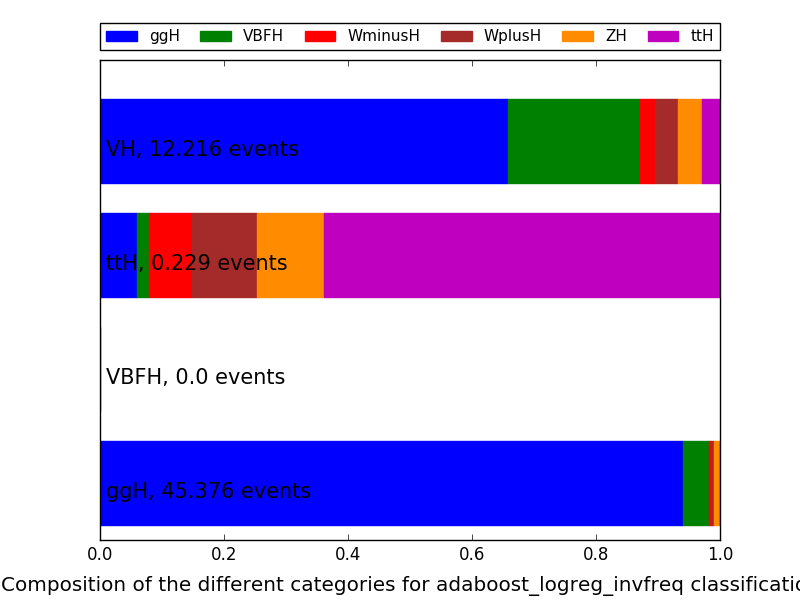 ggH VBFH WminusH WplusH ZH ttH
VH, 12.216 events
ttH, 0.229 events
VBFH, 0.0 events
ggH, 45.376 events
0.0 0.2 0.4 0.6 0.8 1.0
Composition of the different categories for adaboost_logreg_invfreq classificatio